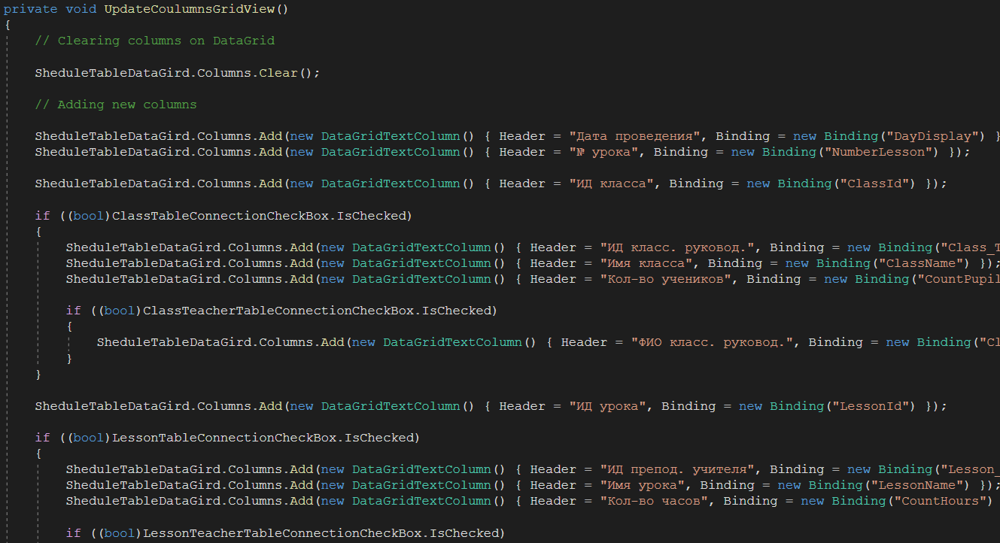 private void UpdateCoulumnsGridView()
{
// Clearing columns on DataGrid
SheduleTableDataGird.Columns.Clear();
// Adding new columns
SheduleTableDataGird.Columns.Add(new DataGridTextColumn() { Header = "Дата проведения", Binding = new Binding("DayDisplay") }
SheduleTableDataGird.Columns.Add(new DataGridTextColumn() { Header = "№ урока", Binding = new Binding("NumberLesson") });
SheduleTableDataGird.Columns.Add(new DataGridTextColumn() { Header = "ИД класса", Binding = new Binding("ClassId") });
if ((bool)ClassTableConnectionCheckBox.IsChecked)
{
SheduleTableDataGird.Columns.Add(new DataGridTextColumn() { Header = "ИД класс. руковод.", Binding = new Binding("Class_T
SheduleTableDataGird.Columns.Add(new DataGridTextColumn() { Header = "Имя класса", Binding = new Binding("ClassName") });
SheduleTableDataGird.Columns.Add(new DataGridTextColumn() { Header = "Кол-во учеников", Binding = new Binding("CountPupil
if ((bool)ClassTeacherTableConnectionCheckBox.IsChecked)
{
SheduleTableDataGird.Columns.Add(new DataGridTextColumn() { Header = "ФИО класс. руковод.", Binding = new Binding("Cl
}
}
SheduleTableDataGird.Columns.Add(new DataGridTextColumn() { Header = "ИД урока", Binding = new Binding("LessonId") });
if ((bool)LessonTableConnectionCheckBox.IsChecked)
{
SheduleTableDataGird.Columns.Add(new DataGridTextColumn() { Header = "ИД препод. учителя", Binding = new Binding("Lesson_
SheduleTableDataGird.Columns.Add(new DataGridTextColumn() { Header = "Имя урока", Binding = new Binding("LessonName") });
SheduleTableDataGird.Columns.Add(new DataGridTextColumn() { Header = "Кол-во часов", Binding = new Binding("CountHours")
if ((bool)LessonTeacherTableConnectionCheckBox.IsChecked)